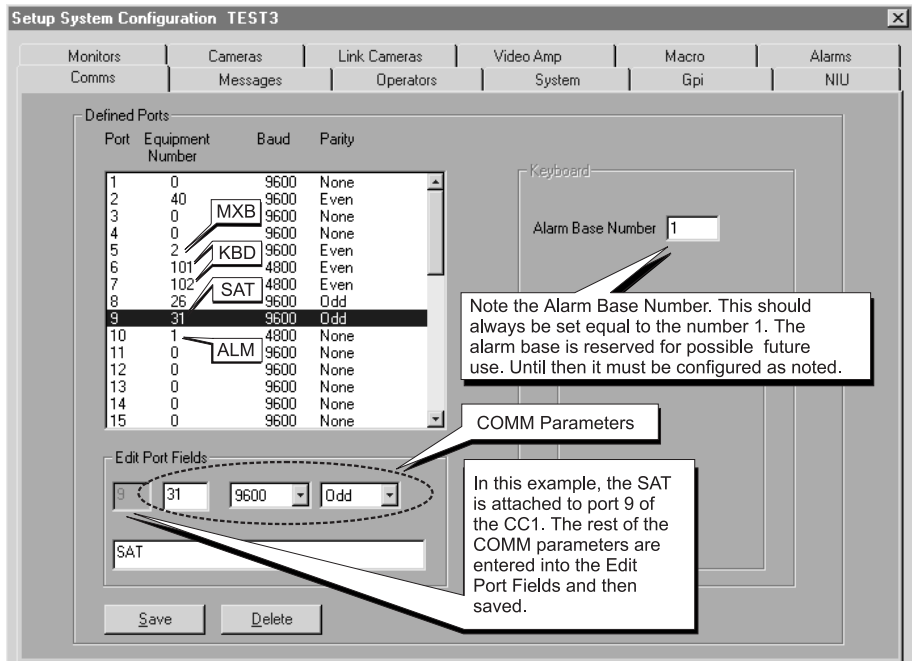 Setup System Configuration TEST3
Monitors Cameras Link Cameras Video Amp Macro Alarms
Comms Messages Operators System Gpi NIU
Defined Ports
Port Equipment Number Baud Parity
1 0 9600 None
2 40 9600 Even
3 0 9600 None
4 0 9600 None
5 2 9600 Even
6 101 4800 Even
7 102 4800 Even
8 26 9600 Odd
9 31 9600 Odd
10 1 4800 None
11 0 9600 None
12 0 9600 None
13 0 9600 None
14 0 9600 None
15 0 9600 None
MXB
KBD
SAT
ALM
Keyboard
Alarm Base Number 1
Note the Alarm Base Number. This should
always be set equal to the number 1. The
alarm base is reserved for possible future
use. Until then it must be configured as noted.
COMM Parameters
Edit Port Fields
9 31 9600 Odd
SAT
In this example, the SAT
is attached to port 9 of
the CC1. The rest of the
COMM parameters are
entered into the Edit
Port Fields and then
saved.
Save Delete